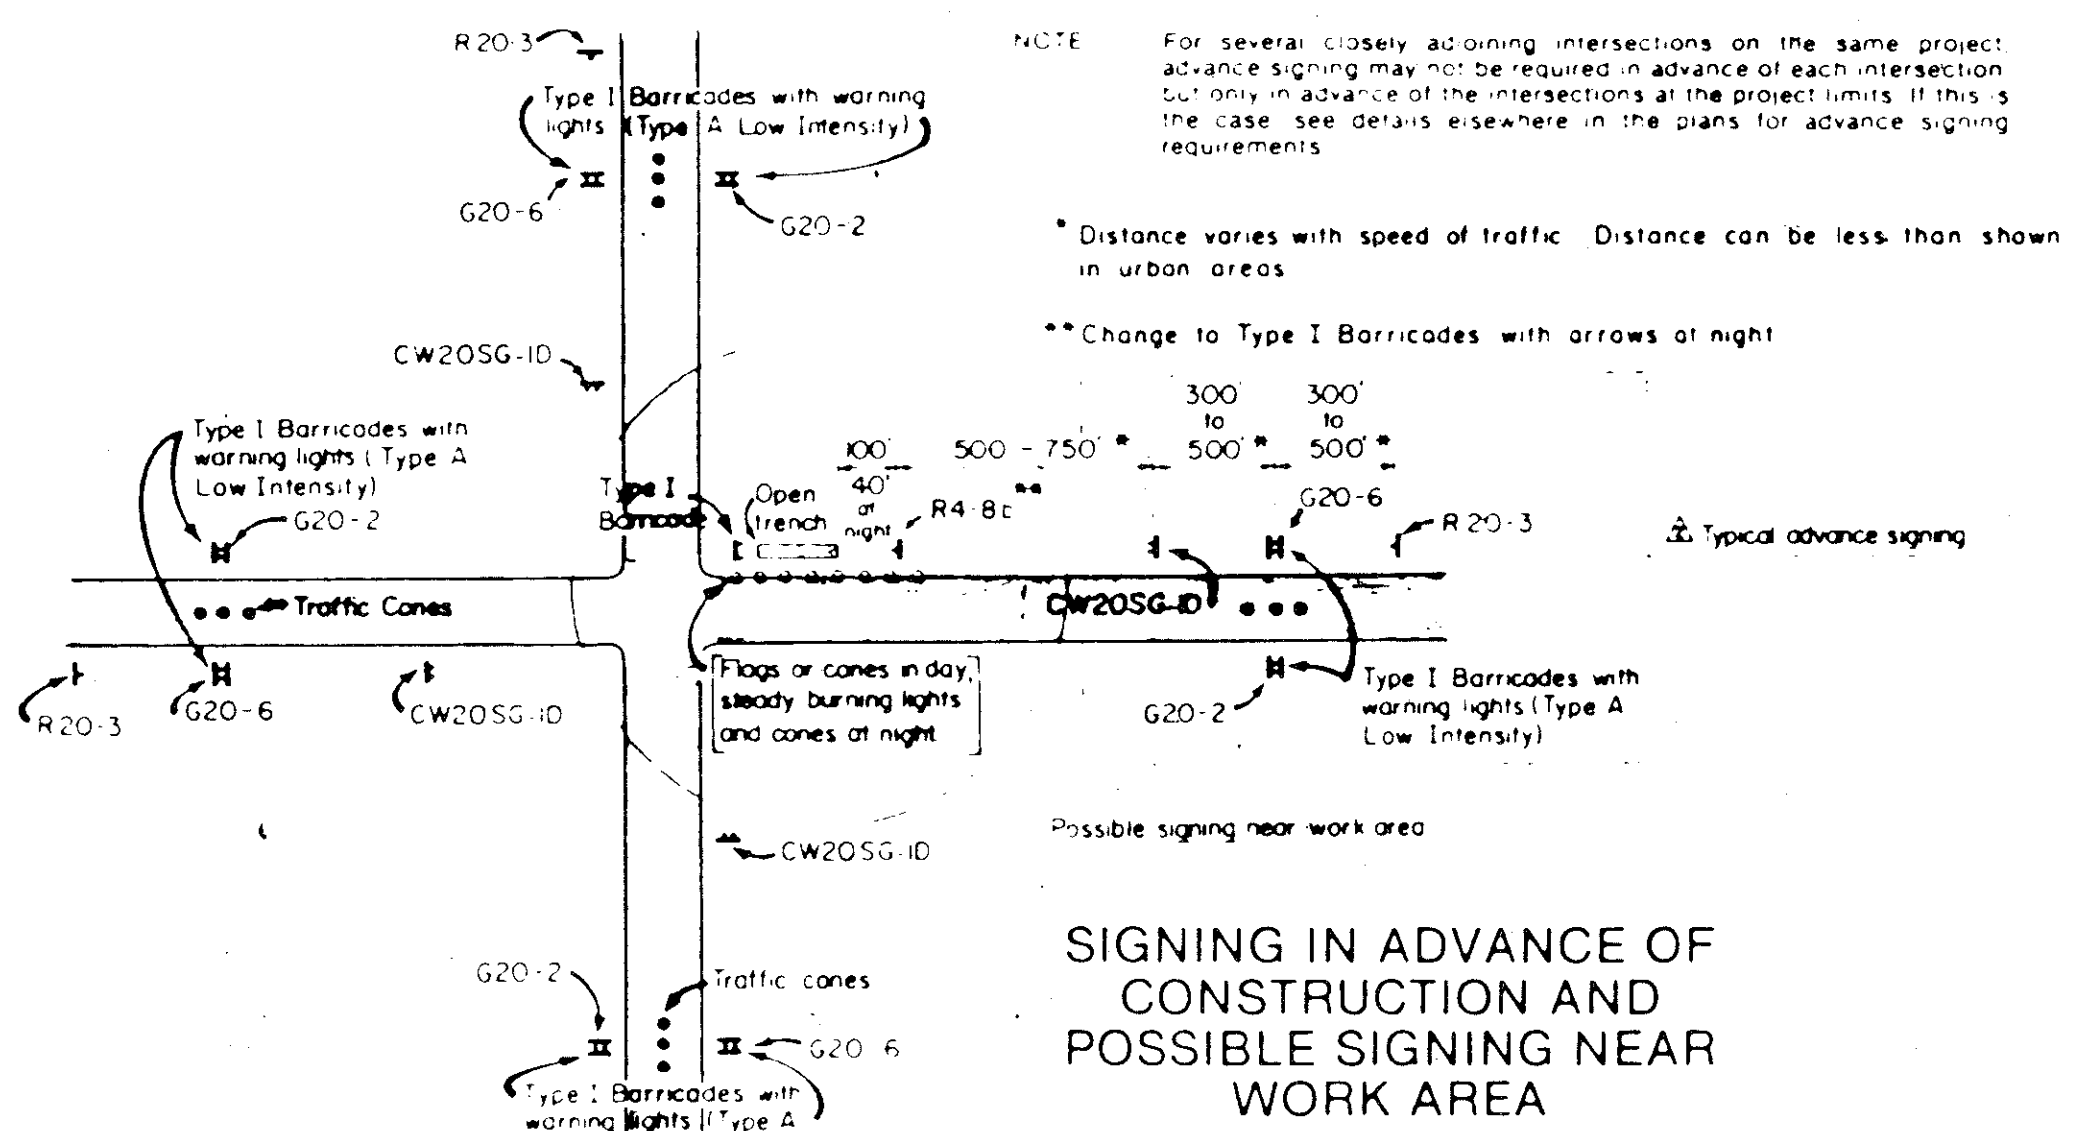 R20-3
NOTE
For several closely adjoining intersections on the same project
advance signing may not be required in advance of each intersection
but only in advance of the intersections at the project limits If this is
the case see details elsewhere in the plans for advance signing
requirements
Type I Barricades with warning
lights (Type A Low Intensity)
G20-6
G20-2
* Distance varies with speed of traffic Distance can be less than shown
in urban areas
** Change to Type I Barricades with arrows at night
CW20SG-1D
Type I Barricades with
warning lights (Type A
Low Intensity)
G20-2
Type I
Barricade
Open
trench
100'
40'
at
night
500 - 750' *
300'
to
500' *
300'
to
500' *
R4-8 **
G20-6
R20-3
Typical advance signing
Traffic Cones
CW20SG-1D
R20-3
G20-6
CW20SG-1D
[Flags or cones in day,
steady burning lights
and cones at night]
G20-2
Type I Barricades with
warning lights (Type A
Low Intensity)
CW20SG-1D
Possible signing near work area
G20-2
Traffic cones
G20-6
Type I Barricades with
warning lights (Type A
SIGNING IN ADVANCE OF
CONSTRUCTION AND
POSSIBLE SIGNING NEAR
WORK AREA